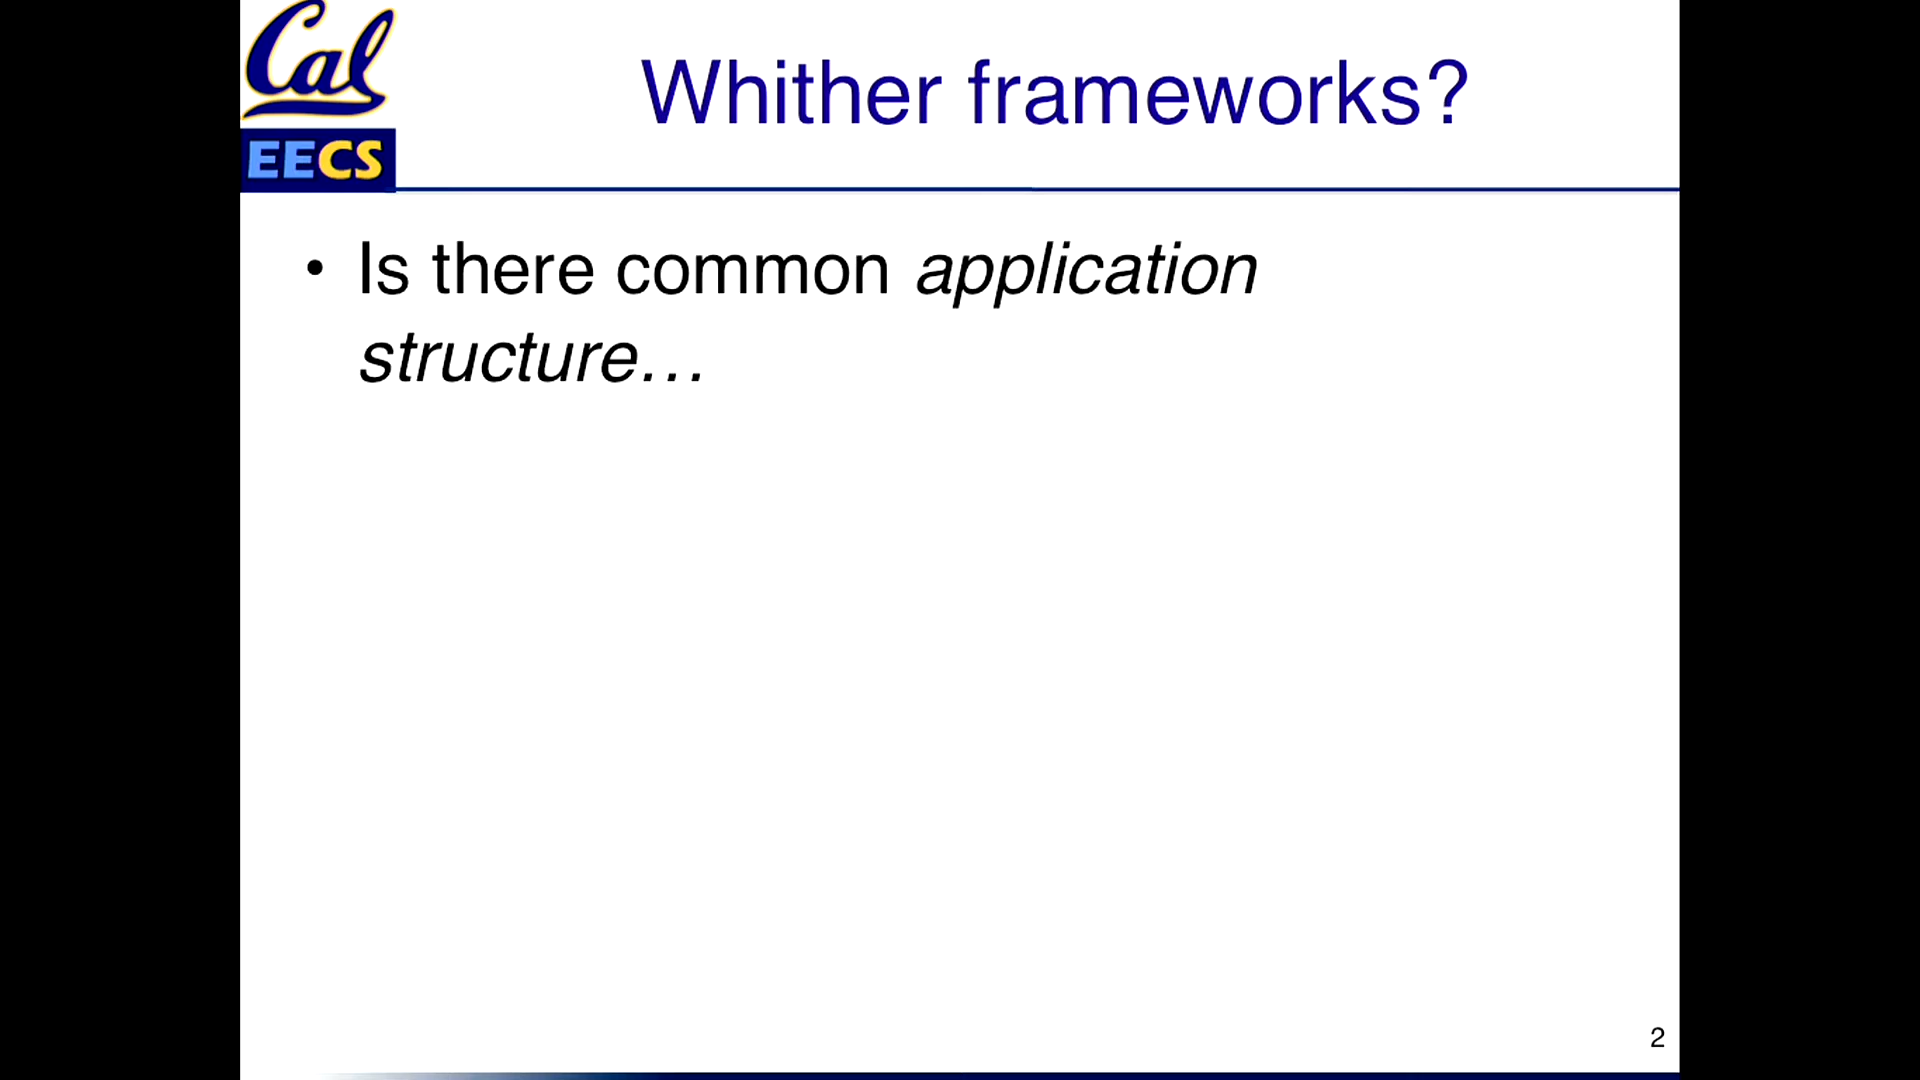 Cal
EECS
Whither frameworks?
• Is there common application
structure…
2